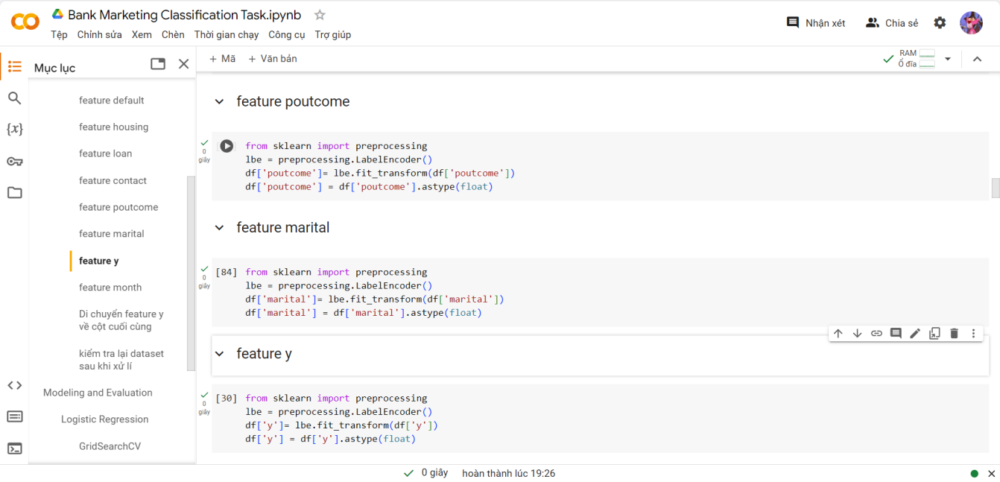 Bank Marketing Classification Task.ipynb
Tệp Chỉnh sửa Xem Chèn Thời gian chạy Công cụ Trợ giúp
Nhận xét
Chia sẻ
Mục lục
feature default
feature housing
feature loan
feature contact
feature poutcome
feature marital
feature y
feature month
Di chuyển feature y
về cột cuối cùng
kiểm tra lại dataset
sau khi xử lí
Modeling and Evaluation
Logistic Regression
GridSearchCV
+ Mã + Văn bản
RAM
Ổ đĩa
feature poutcome
0
giây
from sklearn import preprocessing
lbe = preprocessing.LabelEncoder()
df['poutcome']= lbe.fit_transform(df['poutcome'])
df['poutcome'] = df['poutcome'].astype(float)
feature marital
0
giây
[84]
from sklearn import preprocessing
lbe = preprocessing.LabelEncoder()
df['marital']= lbe.fit_transform(df['marital'])
df['marital'] = df['marital'].astype(float)
feature y
0
giây
[30]
from sklearn import preprocessing
lbe = preprocessing.LabelEncoder()
df['y']= lbe.fit_transform(df['y'])
df['y'] = df['y'].astype(float)
0 giây hoàn thành lúc 19:26